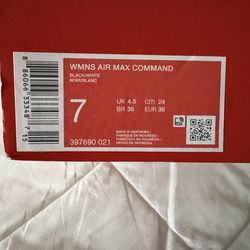 WMNS AIR MAX COMMAND
BLACK/WHITE
NOIR/BLANC
7
UK 4.5 CM 24
BR 36 EUR 38
397690 021
MADE IN INDONESIA
FABRIQUÉ EN INDONÉSIE
HECHO EN INDONESIA